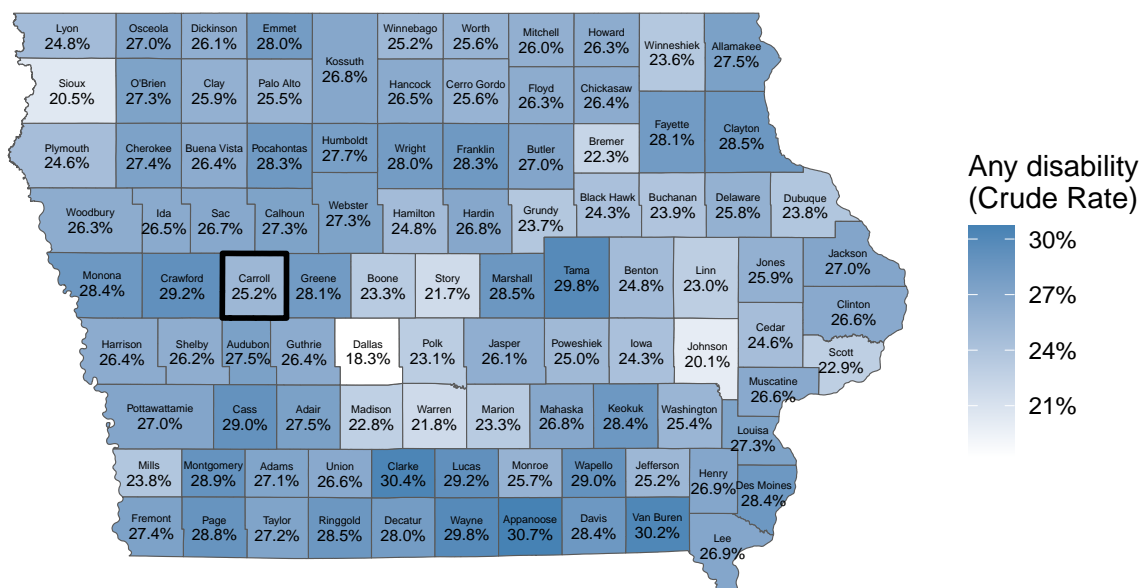 Lyon
24.8%
Osceola
27.0%
Dickinson
26.1%
Emmet
28.0%
Kossuth
26.8%
Winnebago
25.2%
Worth
25.6%
Mitchell
26.0%
Howard
26.3%
Winneshiek
23.6%
Allamakee
27.5%
Sioux
20.5%
O'Brien
27.3%
Clay
25.9%
Palo Alto
25.5%
Hancock
26.5%
Cerro Gordo
25.6%
Floyd
26.3%
Chickasaw
26.4%
Plymouth
24.6%
Cherokee
27.4%
Buena Vista
26.4%
Pocahontas
28.3%
Humboldt
27.7%
Wright
28.0%
Franklin
28.3%
Butler
27.0%
Bremer
22.3%
Fayette
28.1%
Clayton
28.5%
Woodbury
26.3%
Ida
26.5%
Sac
26.7%
Calhoun
27.3%
Webster
27.3%
Hamilton
24.8%
Hardin
26.8%
Grundy
23.7%
Black Hawk
24.3%
Buchanan
23.9%
Delaware
25.8%
Dubuque
23.8%
Monona
28.4%
Crawford
29.2%
Carroll
25.2%
Greene
28.1%
Boone
23.3%
Story
21.7%
Marshall
28.5%
Tama
29.8%
Benton
24.8%
Linn
23.0%
Jones
25.9%
Jackson
27.0%
Clinton
26.6%
Harrison
26.4%
Shelby
26.2%
Audubon
27.5%
Guthrie
26.4%
Dallas
18.3%
Polk
23.1%
Jasper
26.1%
Poweshiek
25.0%
Iowa
24.3%
Johnson
20.1%
Cedar
24.6%
Scott
22.9%
Muscatine
26.6%
Pottawattamie
27.0%
Cass
29.0%
Adair
27.5%
Madison
22.8%
Warren
21.8%
Marion
23.3%
Mahaska
26.8%
Keokuk
28.4%
Washington
25.4%
Louisa
27.3%
Mills
23.8%
Montgomery
28.9%
Adams
27.1%
Union
26.6%
Clarke
30.4%
Lucas
29.2%
Monroe
25.7%
Wapello
29.0%
Jefferson
25.2%
Henry
26.9%
Des Moines
28.4%
Fremont
27.4%
Page
28.8%
Taylor
27.2%
Ringgold
28.5%
Decatur
28.0%
Wayne
29.8%
Appanoose
30.7%
Davis
28.4%
Van Buren
30.2%
Lee
26.9%
Any disability
(Crude Rate)
30%
27%
24%
21%